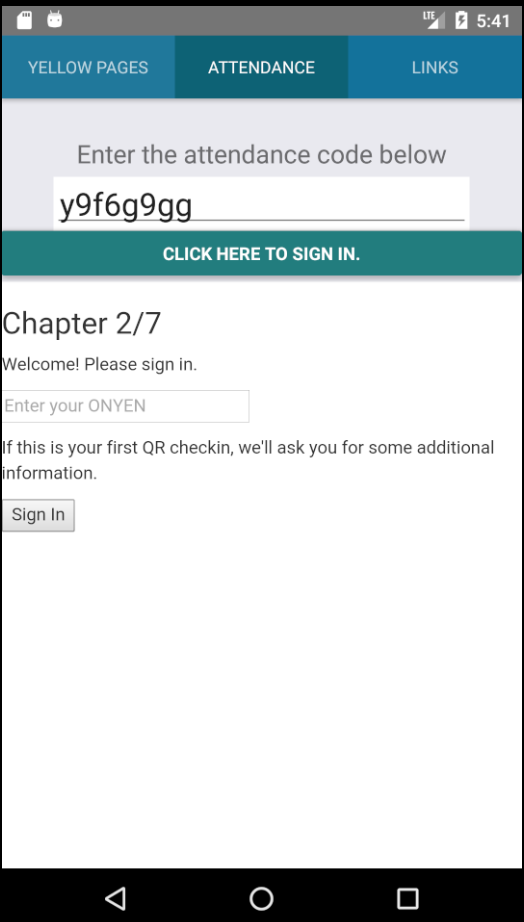 LTE 5:41
YELLOW PAGES ATTENDANCE LINKS
Enter the attendance code below
y9f6g9gg
CLICK HERE TO SIGN IN.
Chapter 2/7
Welcome! Please sign in.
Enter your ONYEN
If this is your first QR checkin, we'll ask you for some additional
information.
Sign In